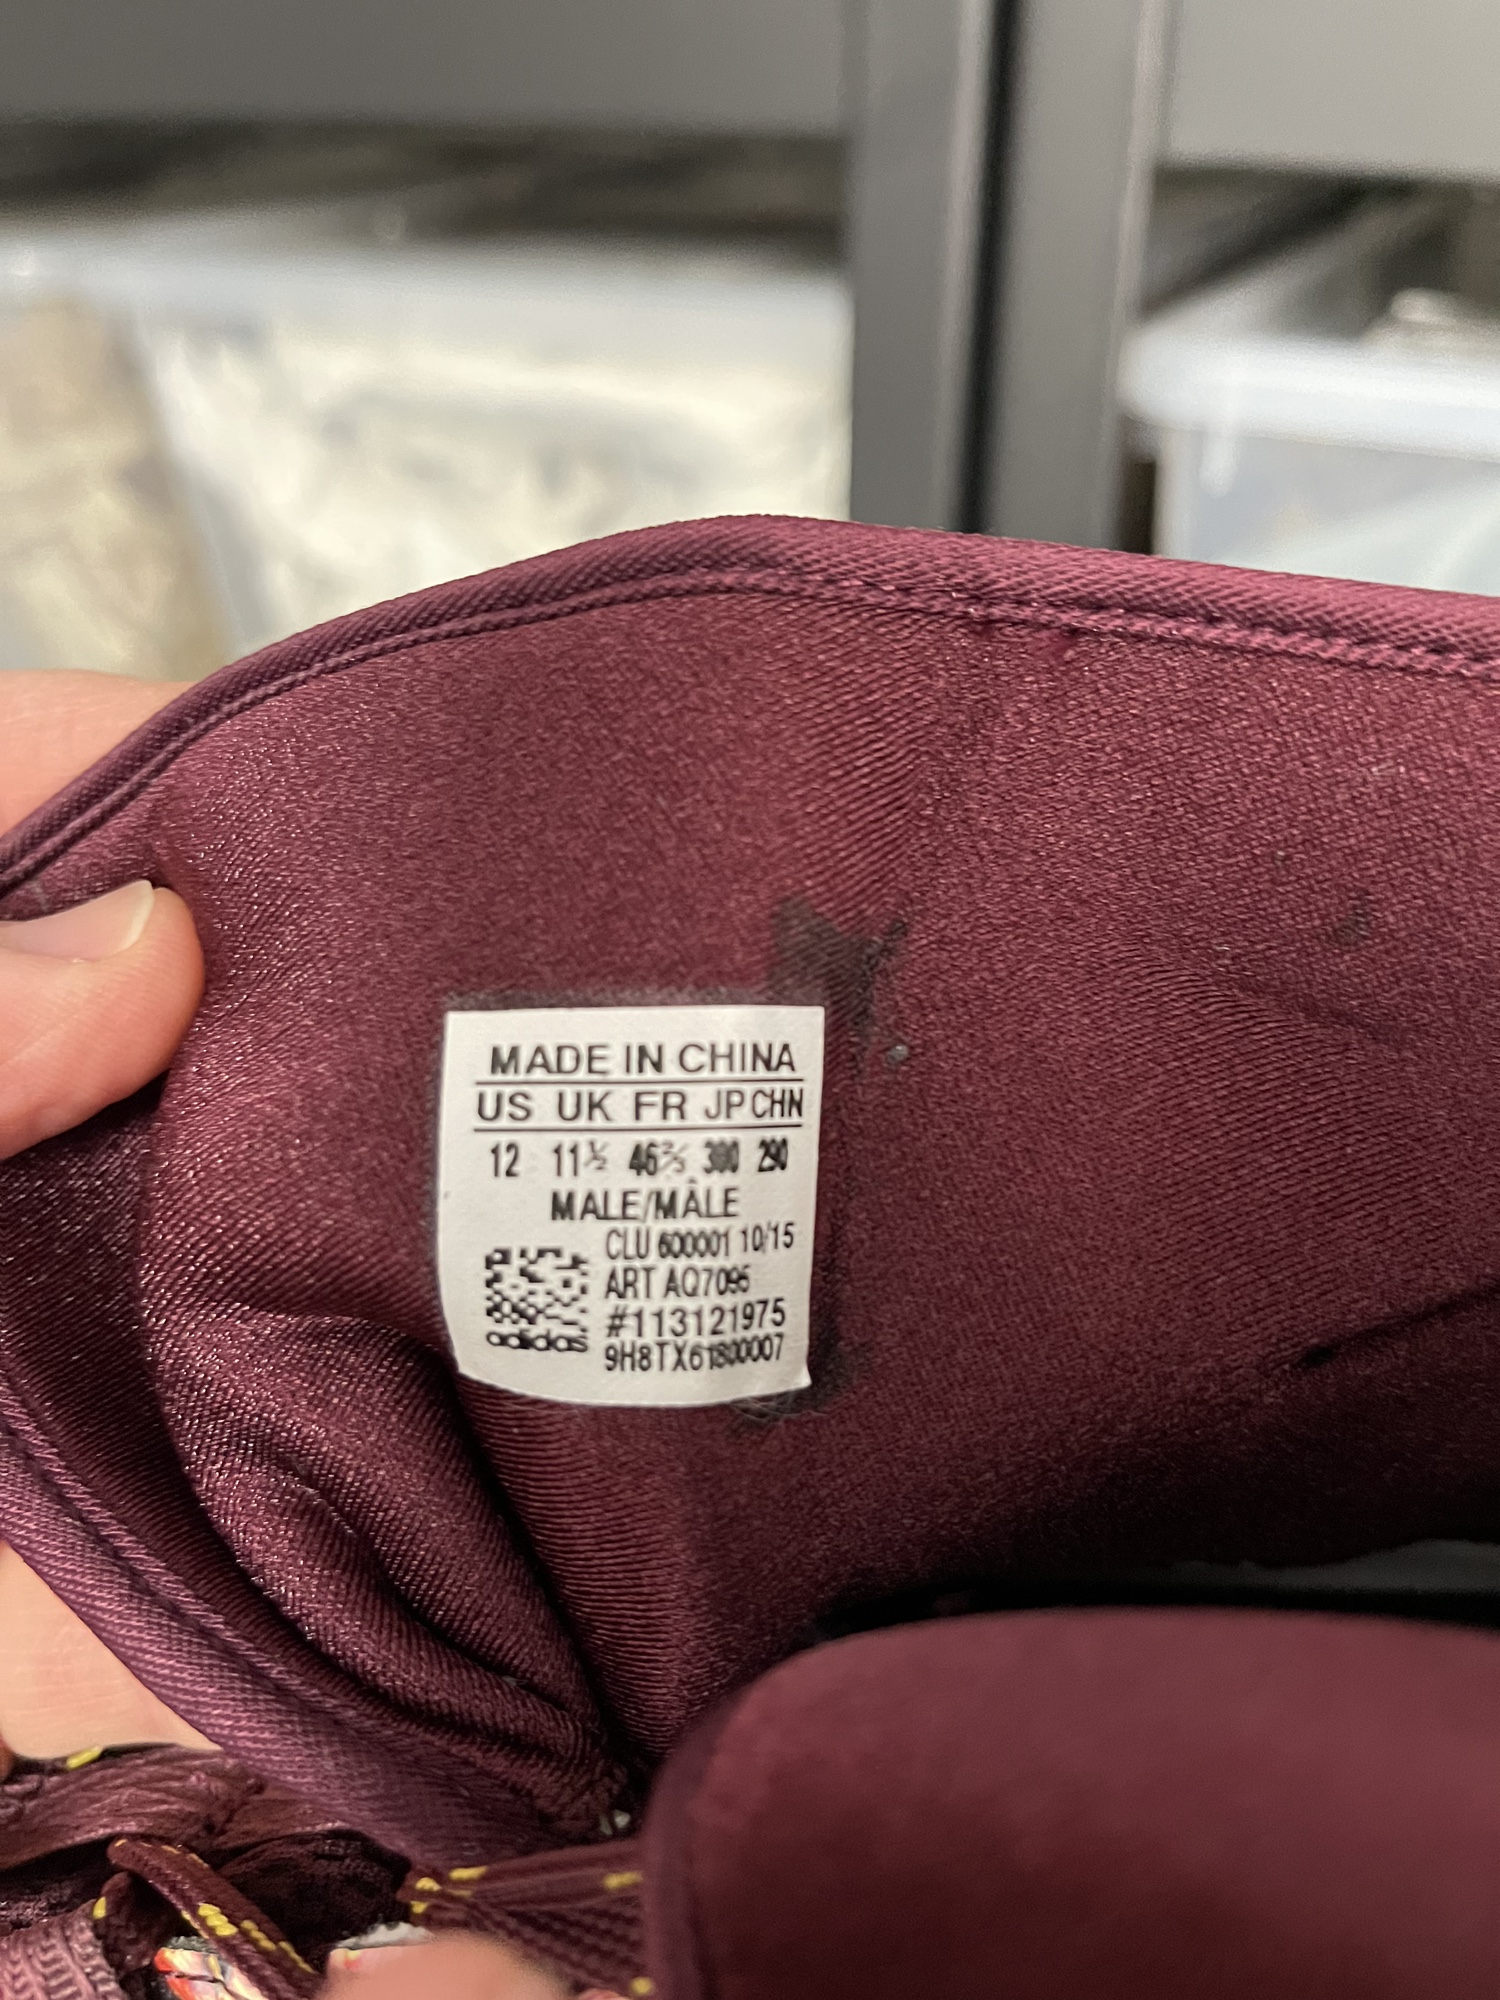 MADE IN CHINA
US UK FR JP CHN
12 11½ 46⅔ 300 290
MALE/MÂLE
CLU 600001 10/15
ART AQ7095
#113121975
adidas
9H8TX61800007